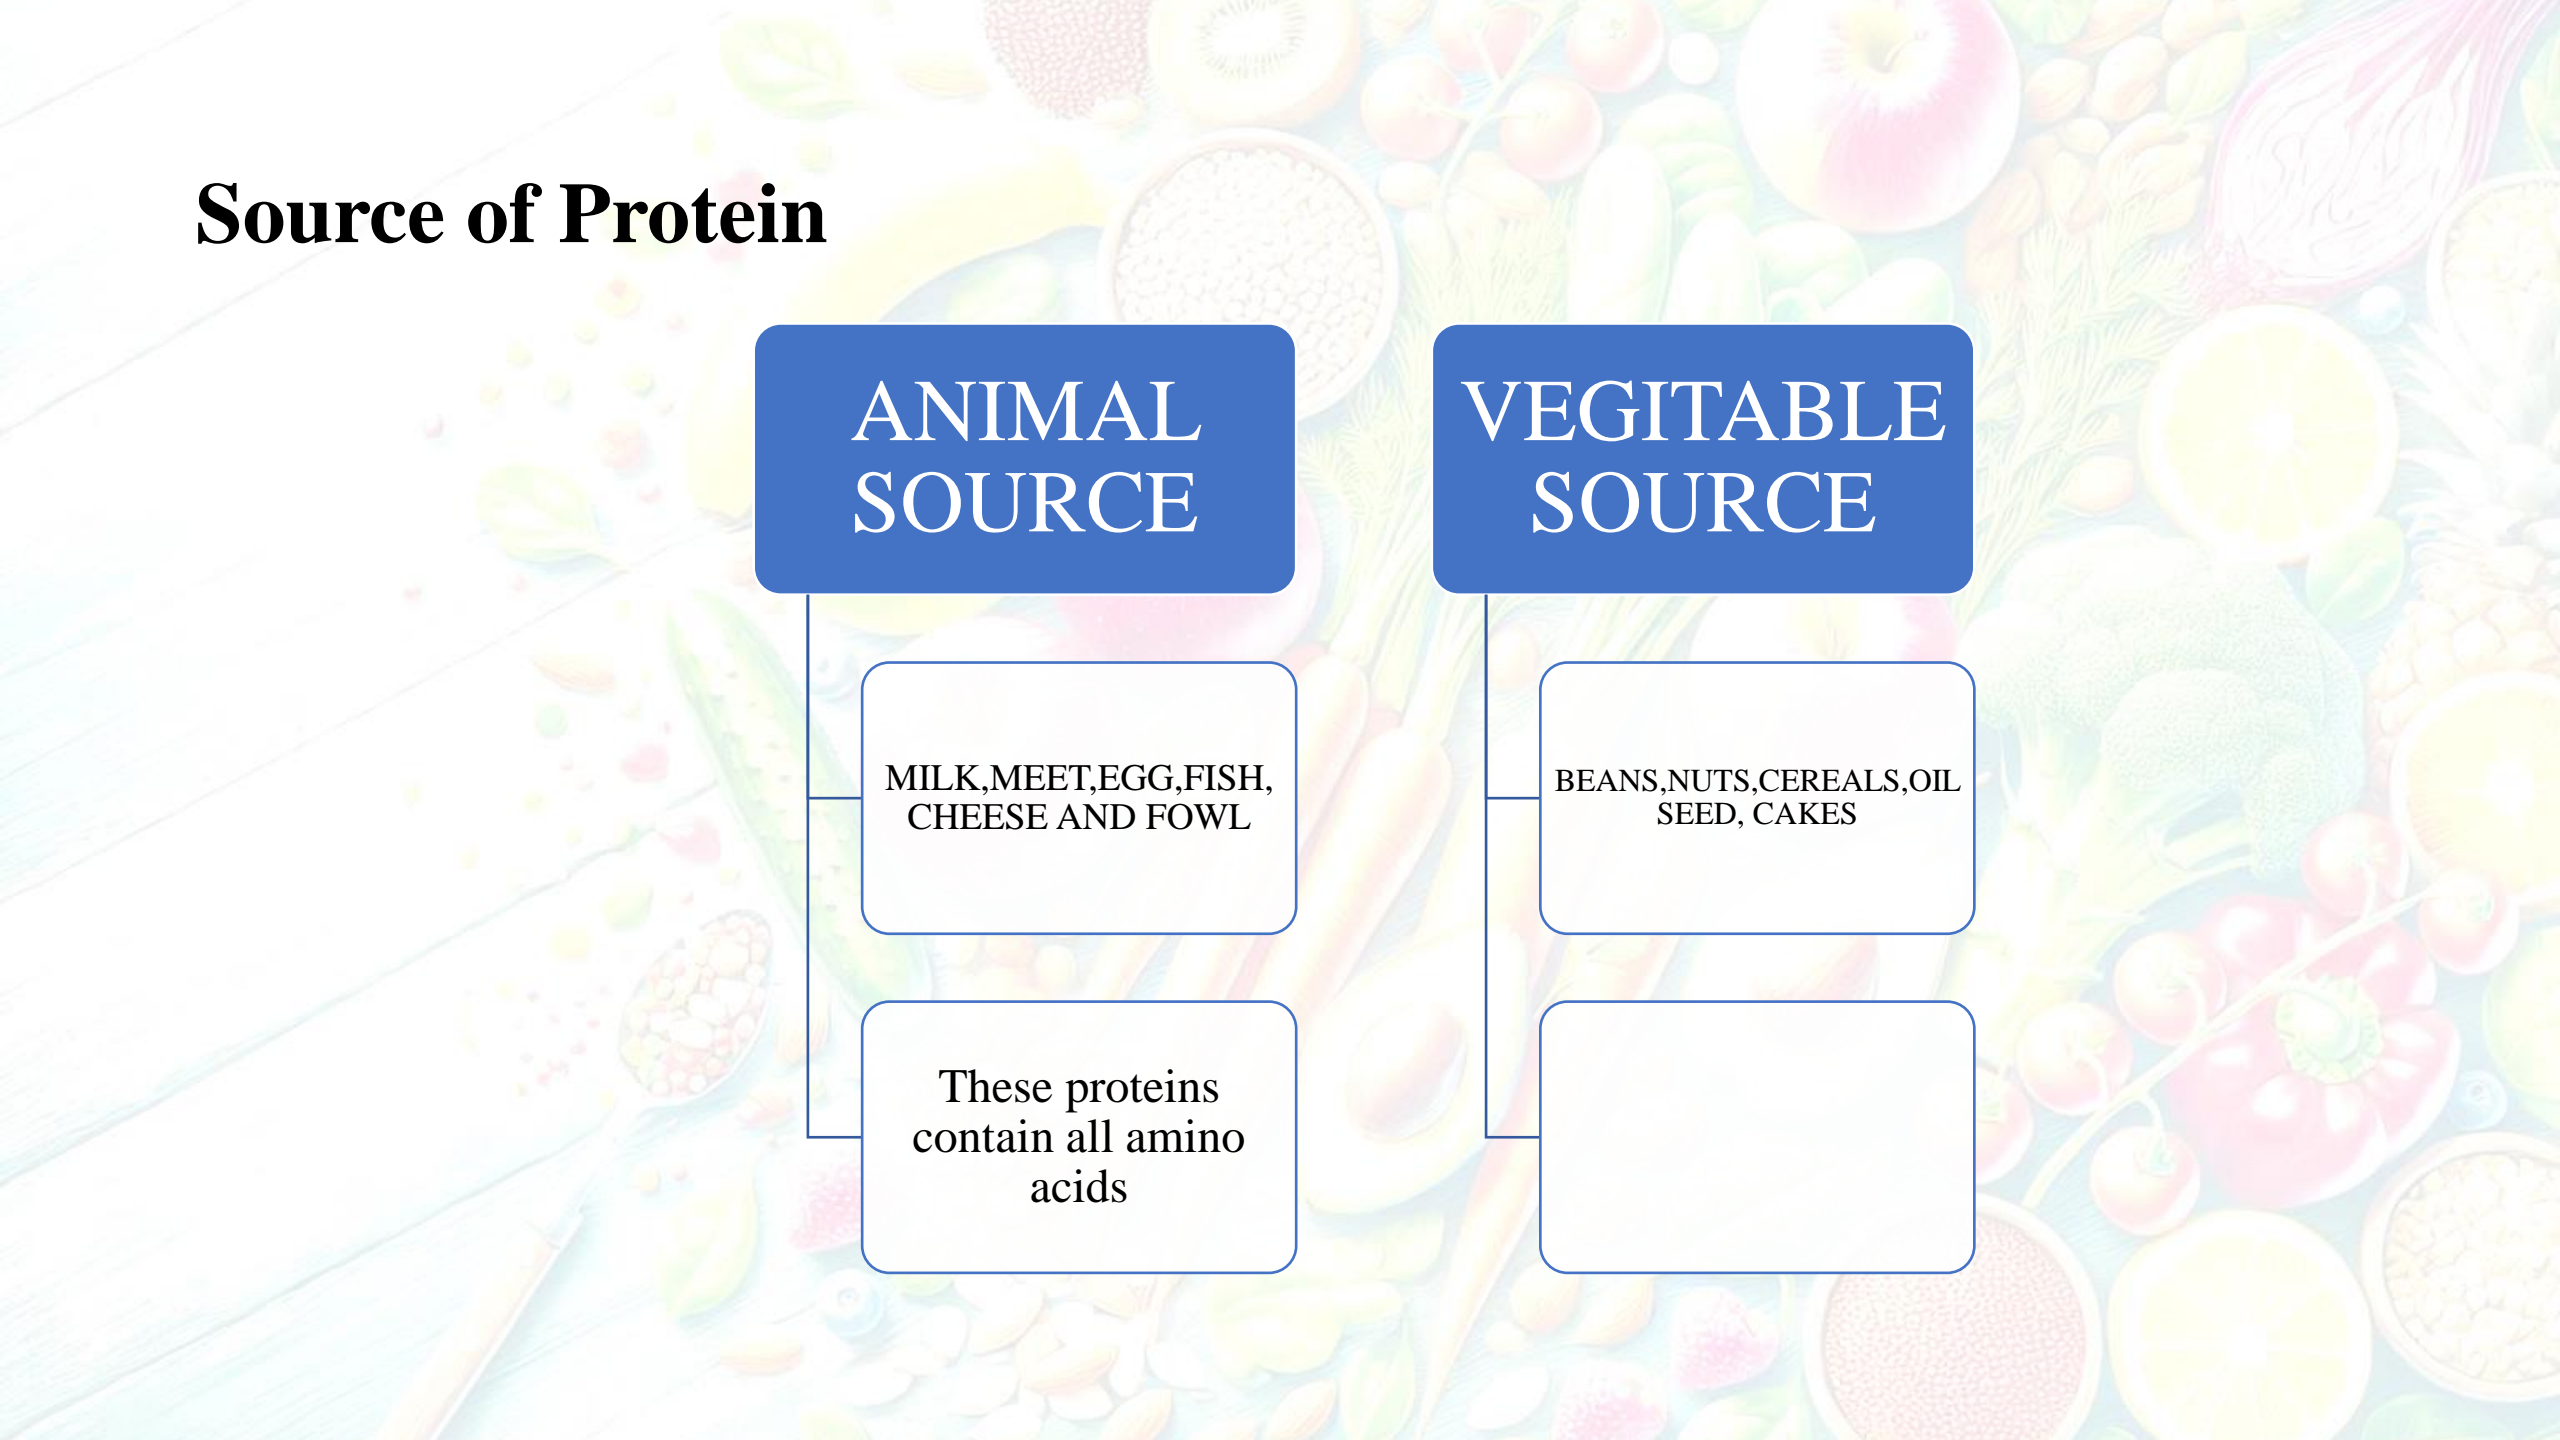 Source of Protein
ANIMAL
SOURCE
MILK,MEET,EGG,FISH,
CHEESE AND FOWL
These proteins
contain all amino
acids
VEGITABLE
SOURCE
BEANS,NUTS,CEREALS,OIL
SEED, CAKES